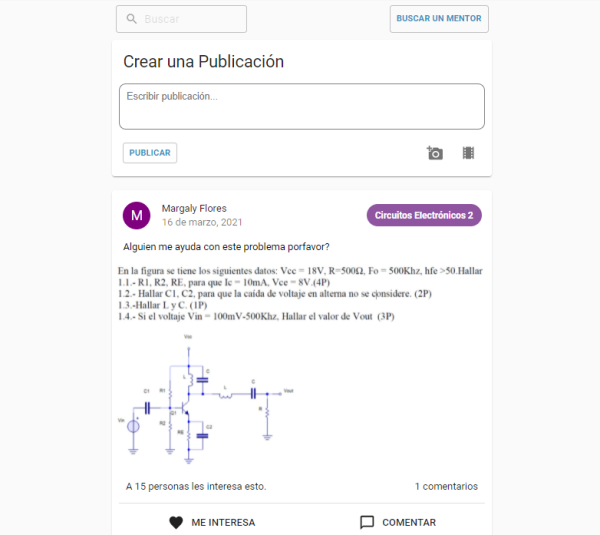 Buscar
BUSCAR UN MENTOR
Crear una Publicación
Escribir publicación...
PUBLICAR
M
Margaly Flores
16 de marzo, 2021
Circuitos Electrónicos 2
Alguien me ayuda con este problema porfavor?
En la figura se tiene los siguientes datos: Vcc = 18V, R=500Ω, Fo = 500Khz, hfe >50.Hallar
1.1.- R1, R2, RE, para que Ic = 10mA, Vce = 8V.(4P)
1.2.- Hallar C1, C2, para que la caída de voltaje en alterna no se considere. (2P)
1.3.-Hallar L y C. (1P)
1.4.- Si el voltaje Vin = 100mV-500Khz, Hallar el valor de Vout (3P)
Vcc
L
C
C1
R1
L
C
Vout
Q1
R
Vin
R2
RE
C2
A 15 personas les interesa esto.
1 comentarios
ME INTERESA
COMENTAR